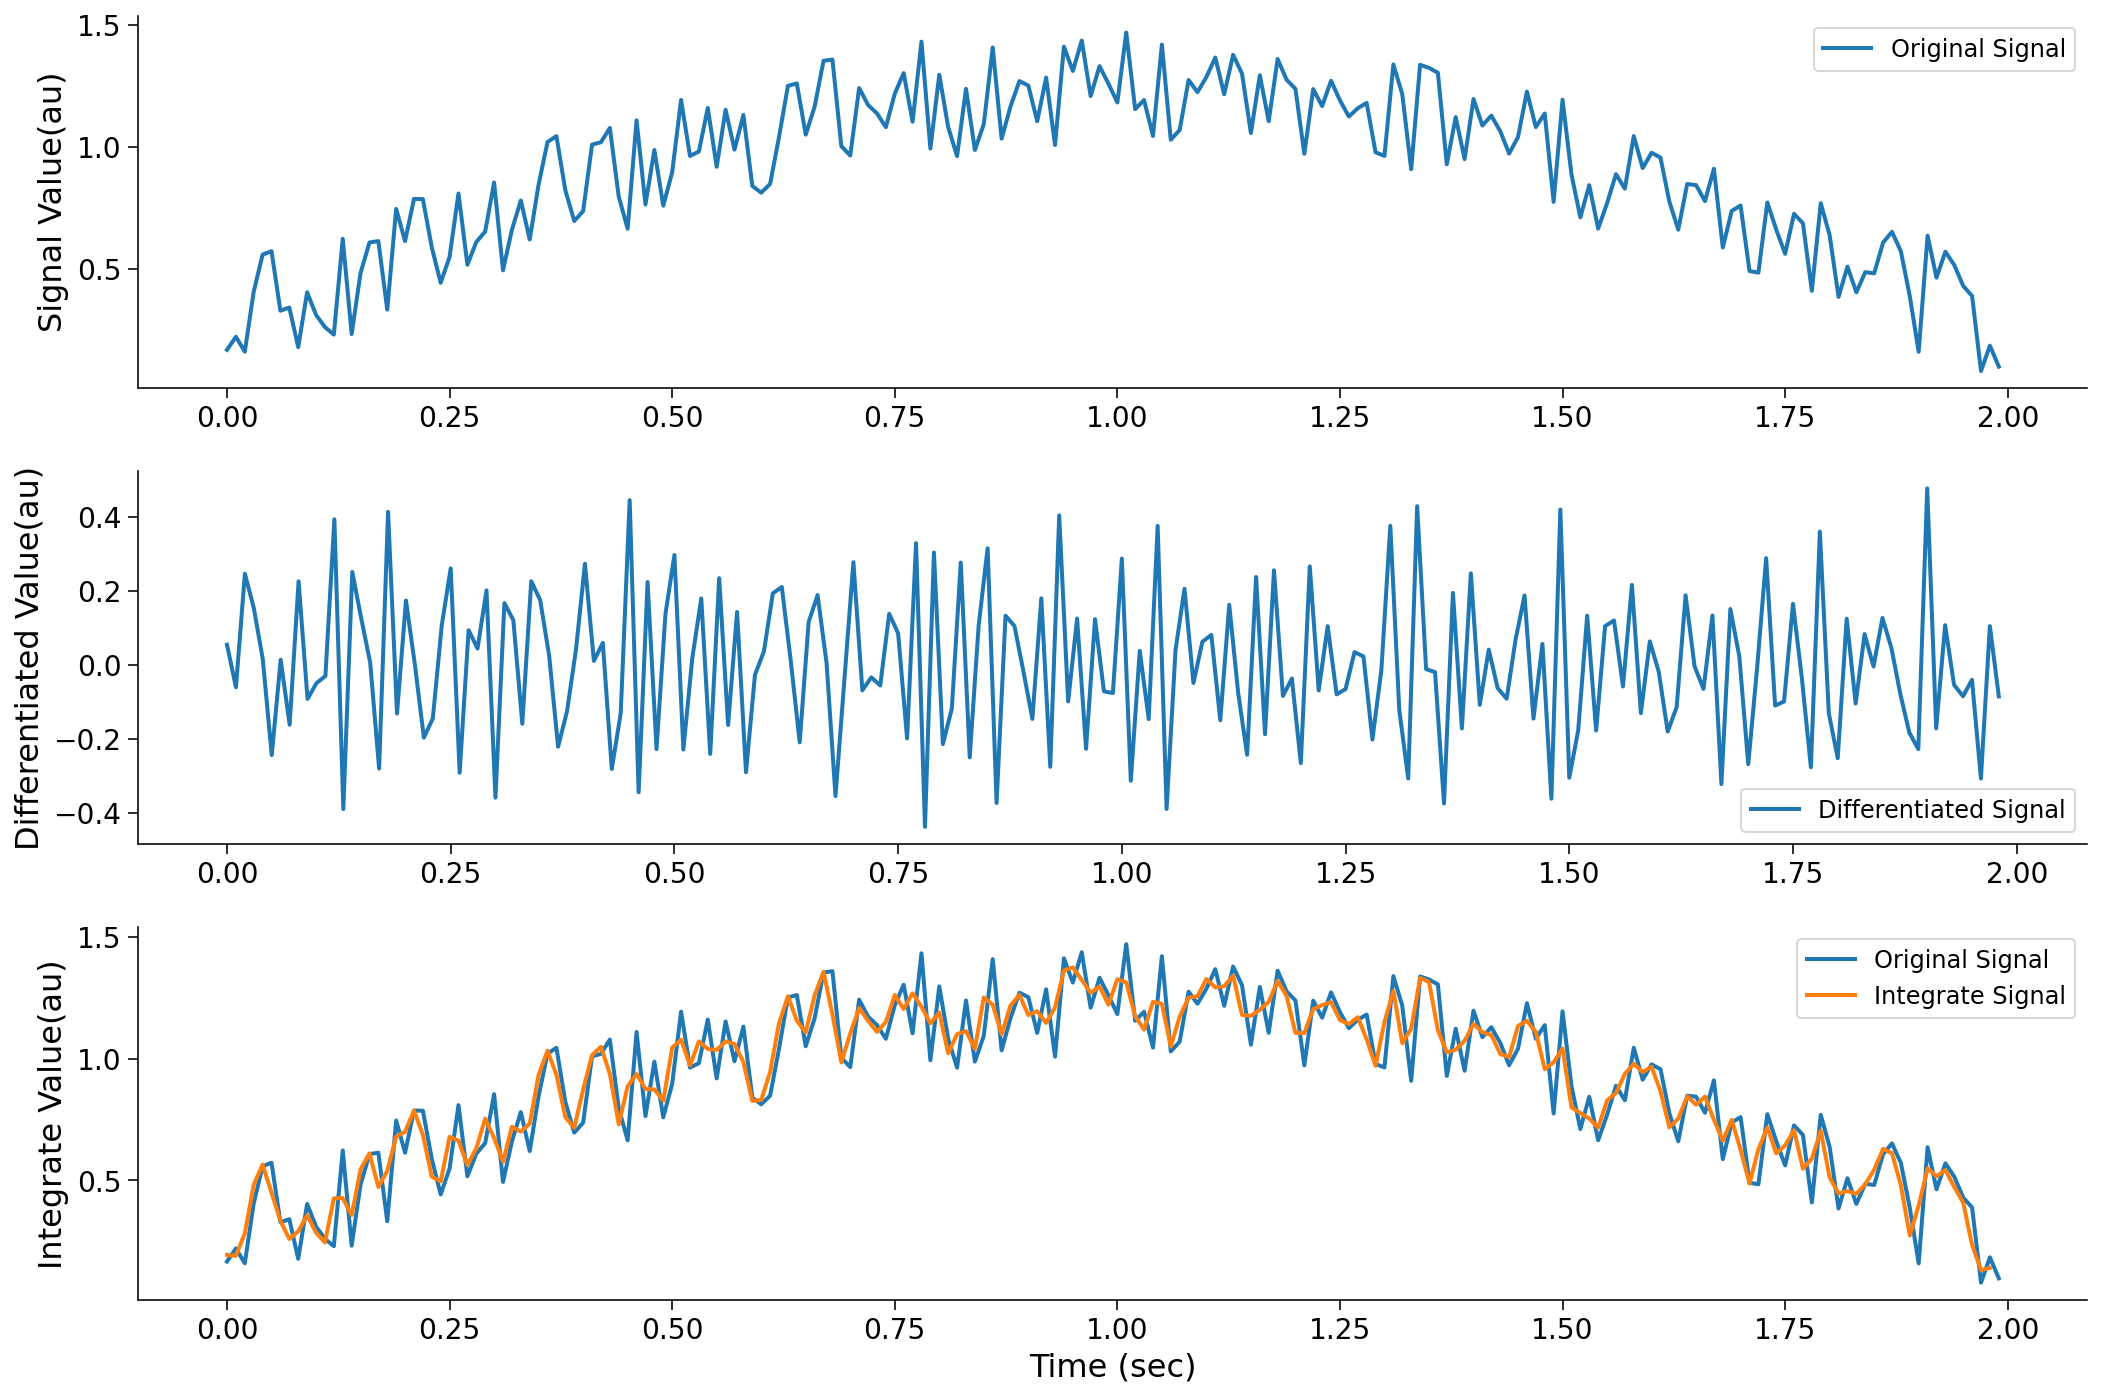 1.5
1.0
0.5
Signal Value(au)
Original Signal
0.00 0.25 0.50 0.75 1.00 1.25 1.50 1.75 2.00
0.4
0.2
0.0
−0.2
−0.4
Differentiated Value(au)
Differentiated Signal
0.00 0.25 0.50 0.75 1.00 1.25 1.50 1.75 2.00
1.5
1.0
0.5
Integrate Value(au)
Original Signal
Integrate Signal
0.00 0.25 0.50 0.75 1.00 1.25 1.50 1.75 2.00
Time (sec)